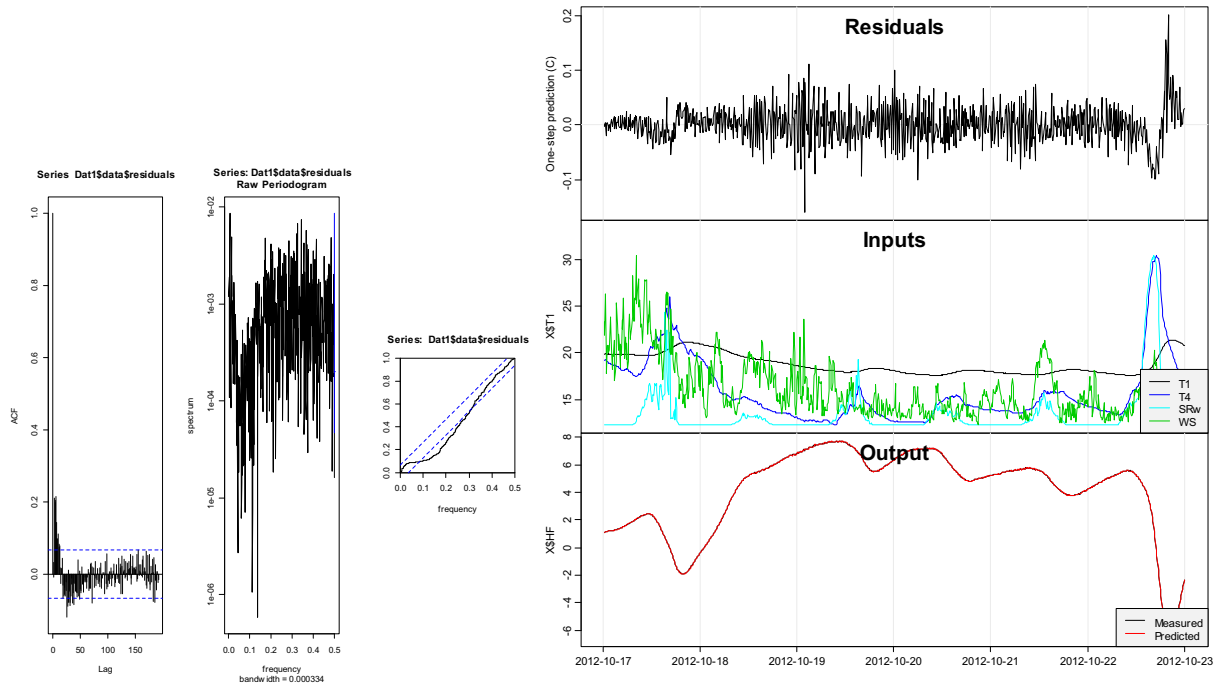 Series Dat1$data$residuals
ACF
1.0
0.8
0.6
0.4
0.2
0.0
0
50
100
150
Lag
Series: Dat1$data$residuals
Raw Periodogram
spectrum
1e-02
1e-03
1e-04
1e-05
1e-06
0.0
0.1
0.2
0.3
0.4
0.5
frequency
bandwidth = 0.000334
Series: Dat1$data$residuals
1.0
0.8
0.6
0.4
0.2
0.0
0.0
0.1
0.2
0.3
0.4
0.5
frequency
Residuals
One-step prediction (C)
0.2
0.1
0.0
-0.1
Inputs
X$T1
30
25
20
15
T1
T4
SRw
WS
Output
X$HF
8
6
4
2
0
-2
-4
-6
Measured
Predicted
2012-10-17
2012-10-18
2012-10-19
2012-10-20
2012-10-21
2012-10-22
2012-10-23